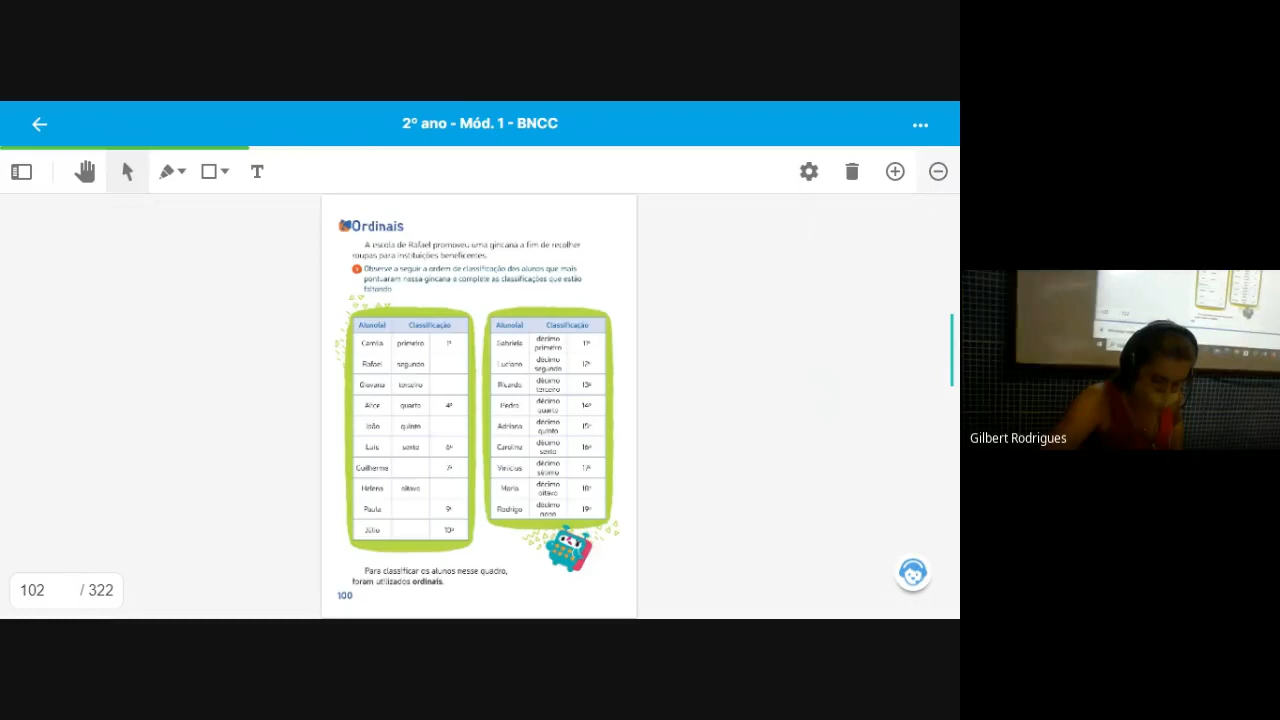 2º ano - Mód. 1 - BNCC
T
Ordinais
A escola de Rafael promoveu uma gincana a fim de recolher
roupas para instituições beneficentes.
Observe a seguir a ordem de classificação dos alunos que mais
pontuaram nessa gincana e complete as classificações que estão
faltando.
Aluno(a) Classificação
Camila primeiro 1º
Rafael segundo
Giovana terceiro
Alice quarto 4º
João quinto
Luís sexto 6º
Guilherme 7º
Helena oitavo
Paula 9º
Júlio 10º
Aluno(a) Classificação
Gabriela décimo primeiro 11º
Luciano décimo segundo 12º
Ricardo décimo terceiro 13º
Pedro décimo quarto 14º
Adriana décimo quinto 15º
Carolina décimo sexto 16º
Vinícius décimo sétimo 17º
Maria décimo oitavo 18º
Rodrigo décimo nono 19º
Para classificar os alunos nesse quadro,
foram utilizados ordinais.
100
102 / 322
Gilbert Rodrigues